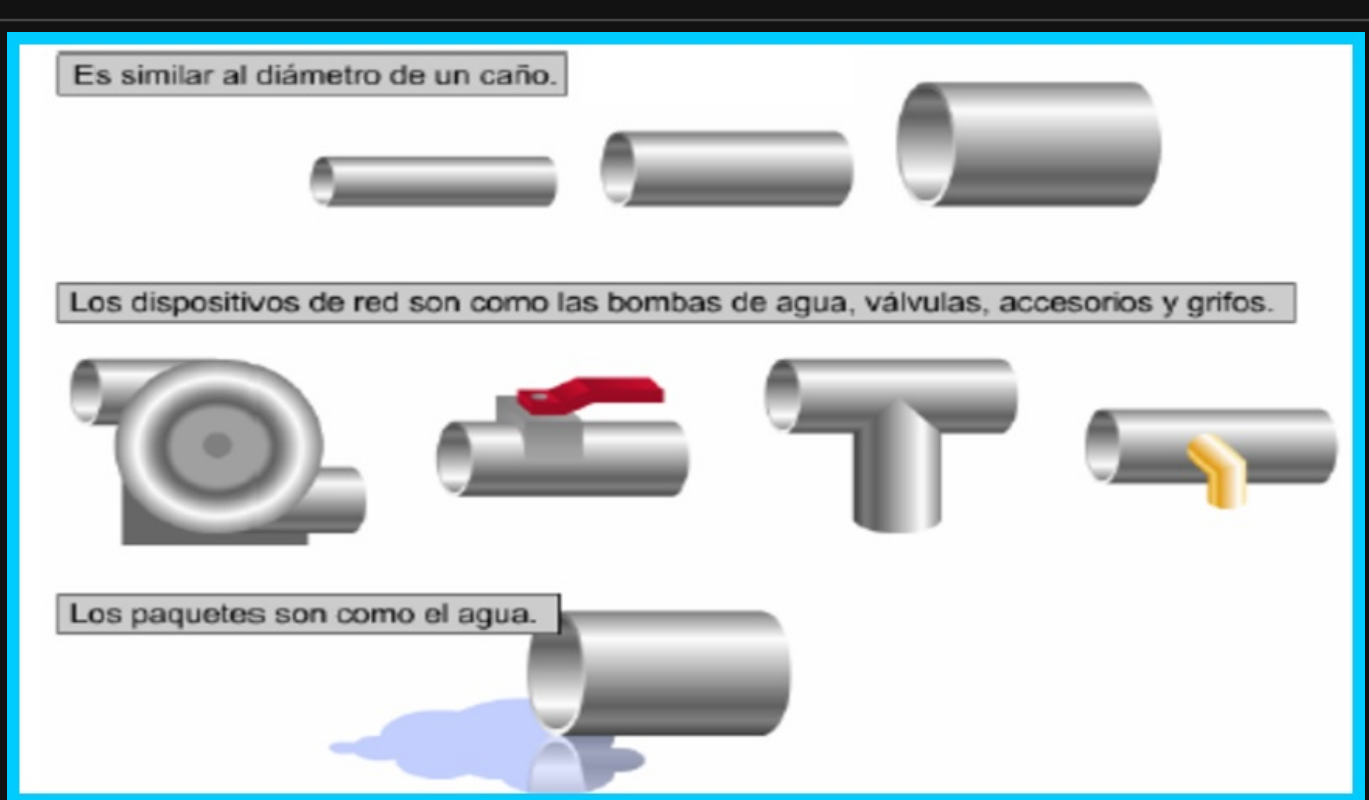 Es similar al diámetro de un caño.
Los dispositivos de red son como las bombas de agua, válvulas, accesorios y grifos.
Los paquetes son como el agua.